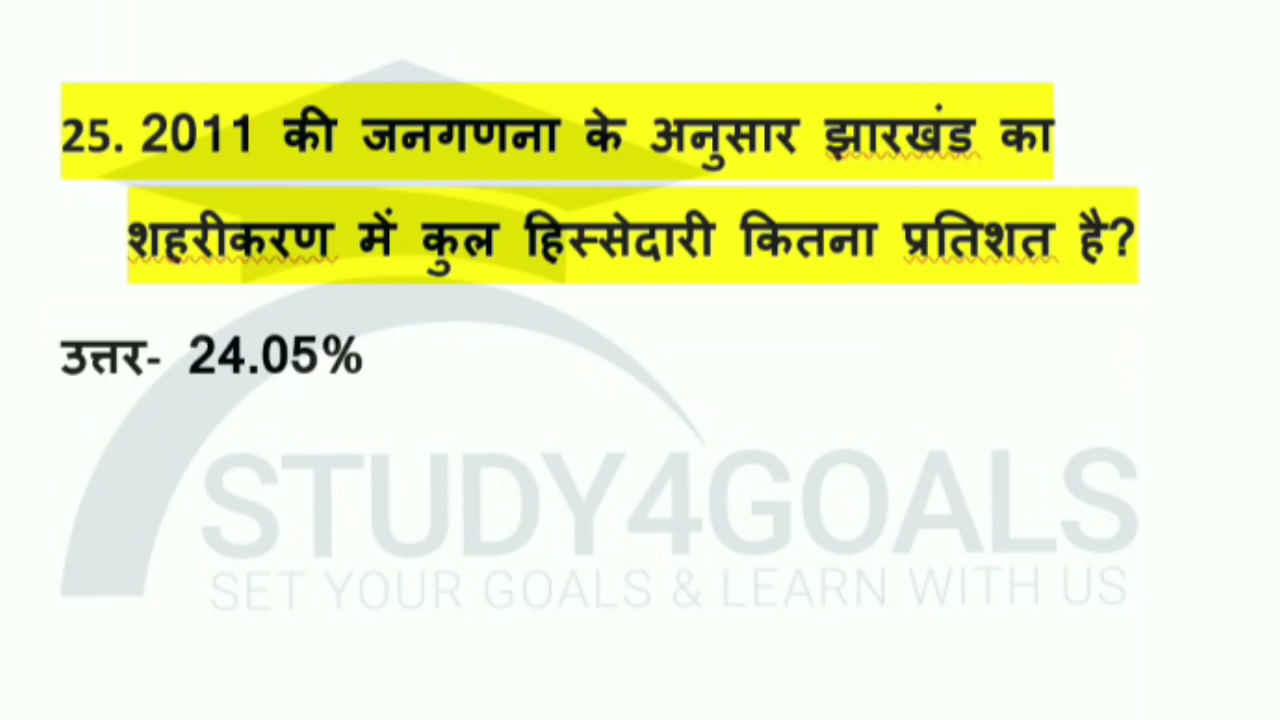 25. 2011 की जनगणना के अनुसार झारखंड का
शहरीकरण में कुल हिस्सेदारी कितना प्रतिशत है?
उत्तर- 24.05%
STUDY4GOALS
SET YOUR GOALS & LEARN WITH US